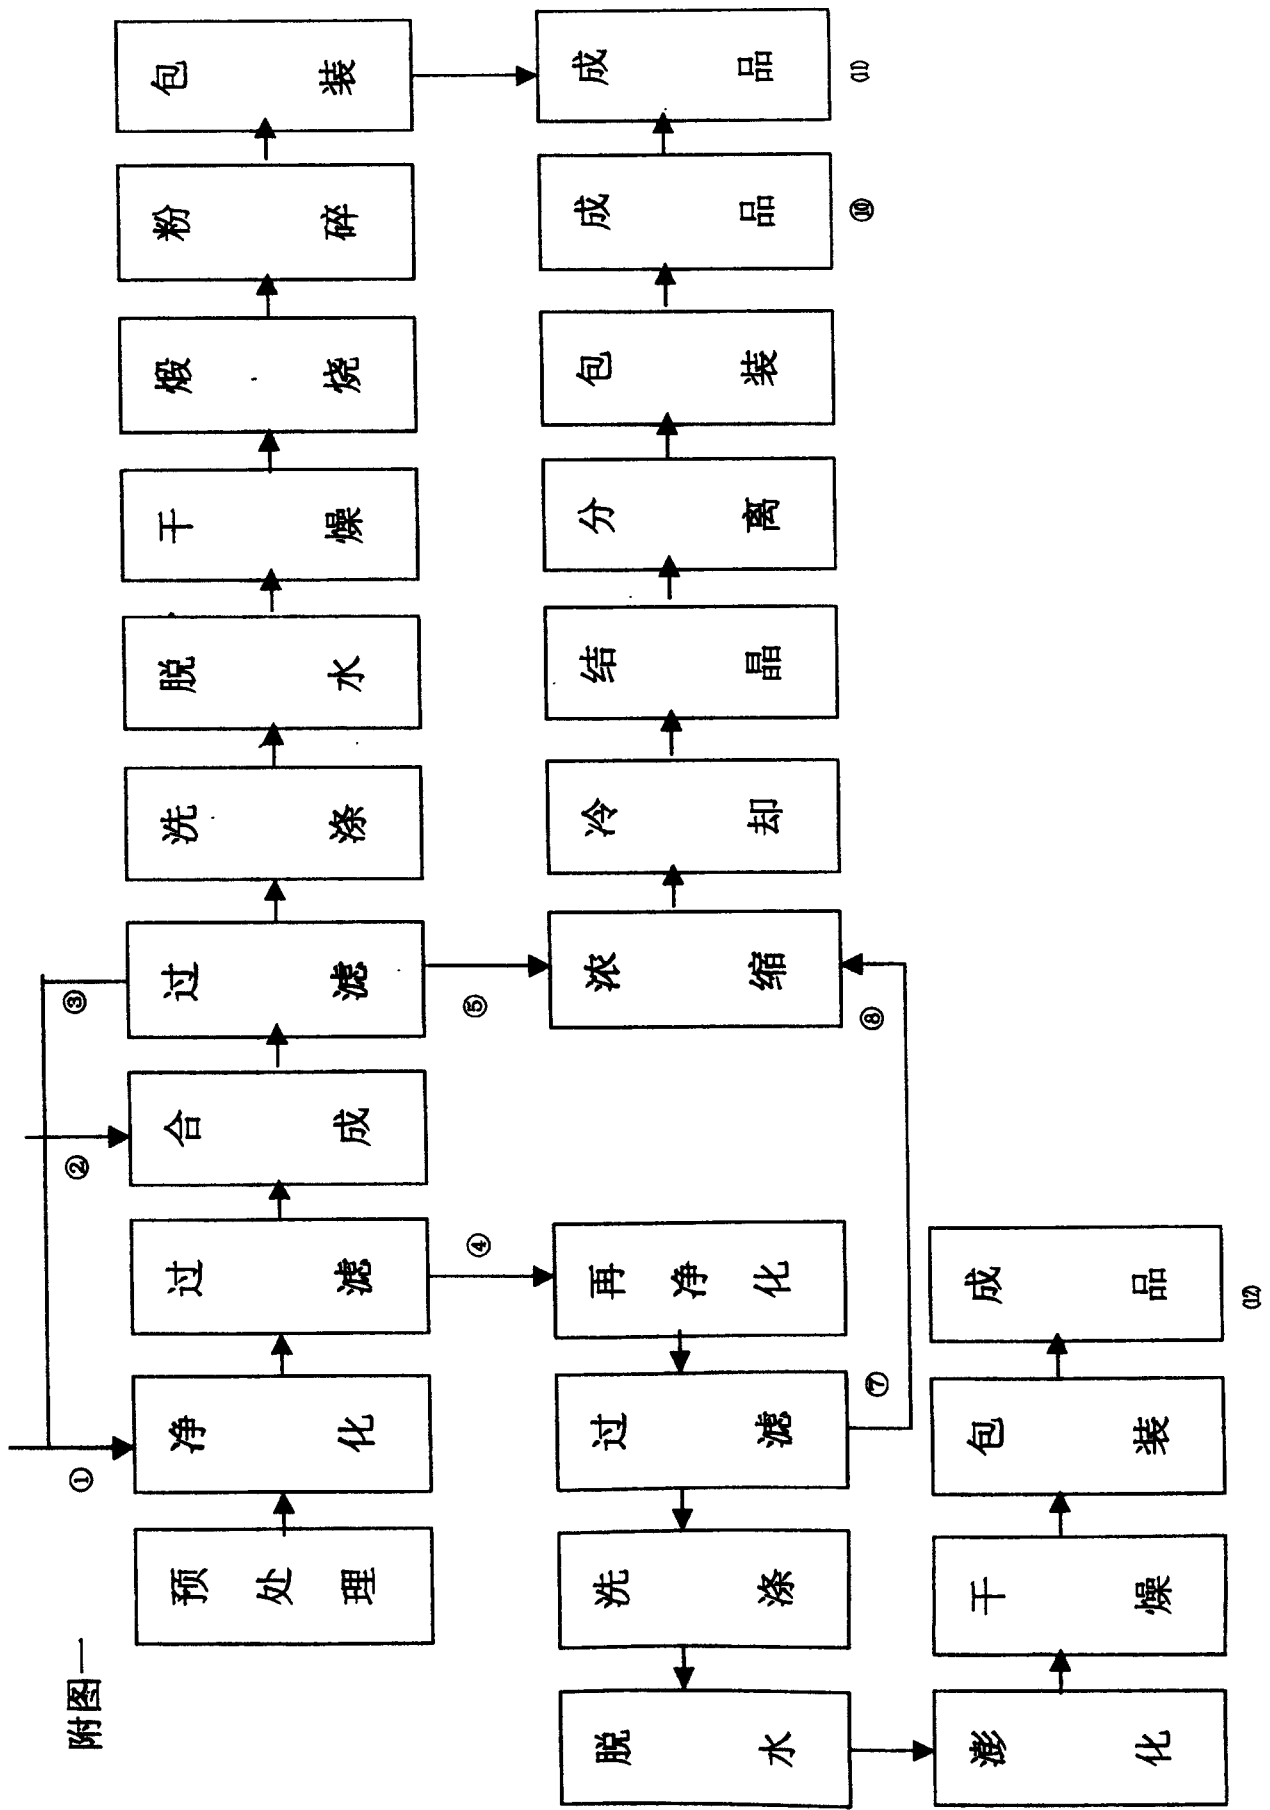 附图一
①
②
③
预处理
净化
过滤
合成
过滤
洗涤
脱水
干燥
煅烧
粉碎
包装
④
⑤
脱水
洗涤
过滤
再净化
浓缩
冷却
结晶
分离
包装
成品
成品
⑦
⑧
⑩
⑾
澎化
干燥
包装
成品
⑿